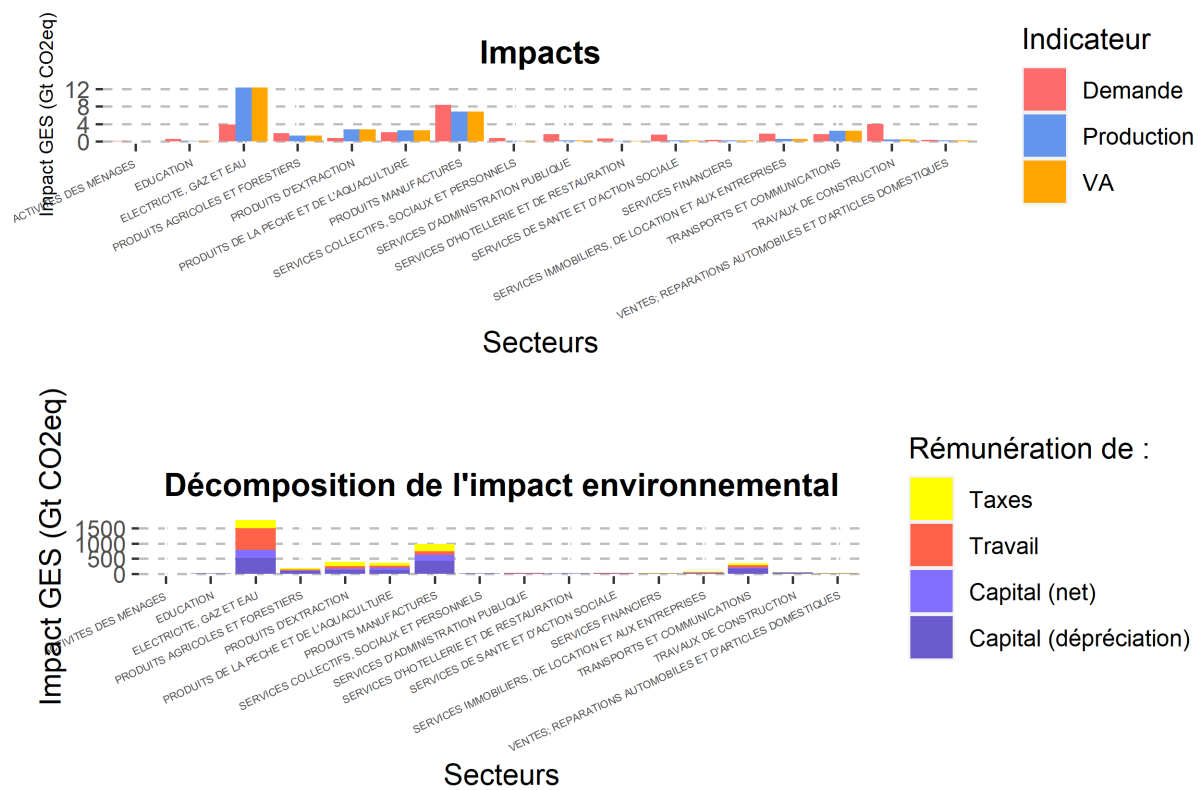 Impacts
Impact GES (Gt CO2eq)
12
8
4
0
ACTIVITES DES MENAGES
EDUCATION
ELECTRICITE, GAZ ET EAU
PRODUITS AGRICOLES ET FORESTIERS
PRODUITS D'EXTRACTION
PRODUITS DE LA PECHE ET DE L'AQUACULTURE
PRODUITS MANUFACTURES
SERVICES COLLECTIFS, SOCIAUX ET PERSONNELS
SERVICES D'ADMINISTRATION PUBLIQUE
SERVICES D'HOTELLERIE ET DE RESTAURATION
SERVICES DE SANTE ET D'ACTION SOCIALE
SERVICES FINANCIERS
SERVICES IMMOBILIERS, DE LOCATION ET AUX ENTREPRISES
TRANSPORTS ET COMMUNICATIONS
TRAVAUX DE CONSTRUCTION
VENTES; REPARATIONS AUTOMOBILES ET D'ARTICLES DOMESTIQUES
Secteurs
Indicateur
Demande
Production
VA
Décomposition de l'impact environnemental
Impact GES (Gt CO2eq)
1500
1000
500
0
ACTIVITES DES MENAGES
EDUCATION
ELECTRICITE, GAZ ET EAU
PRODUITS AGRICOLES ET FORESTIERS
PRODUITS D'EXTRACTION
PRODUITS DE LA PECHE ET DE L'AQUACULTURE
PRODUITS MANUFACTURES
SERVICES COLLECTIFS, SOCIAUX ET PERSONNELS
SERVICES D'ADMINISTRATION PUBLIQUE
SERVICES D'HOTELLERIE ET DE RESTAURATION
SERVICES DE SANTE ET D'ACTION SOCIALE
SERVICES FINANCIERS
SERVICES IMMOBILIERS, DE LOCATION ET AUX ENTREPRISES
TRANSPORTS ET COMMUNICATIONS
TRAVAUX DE CONSTRUCTION
VENTES; REPARATIONS AUTOMOBILES ET D'ARTICLES DOMESTIQUES
Secteurs
Rémunération de :
Taxes
Travail
Capital (net)
Capital (dépréciation)